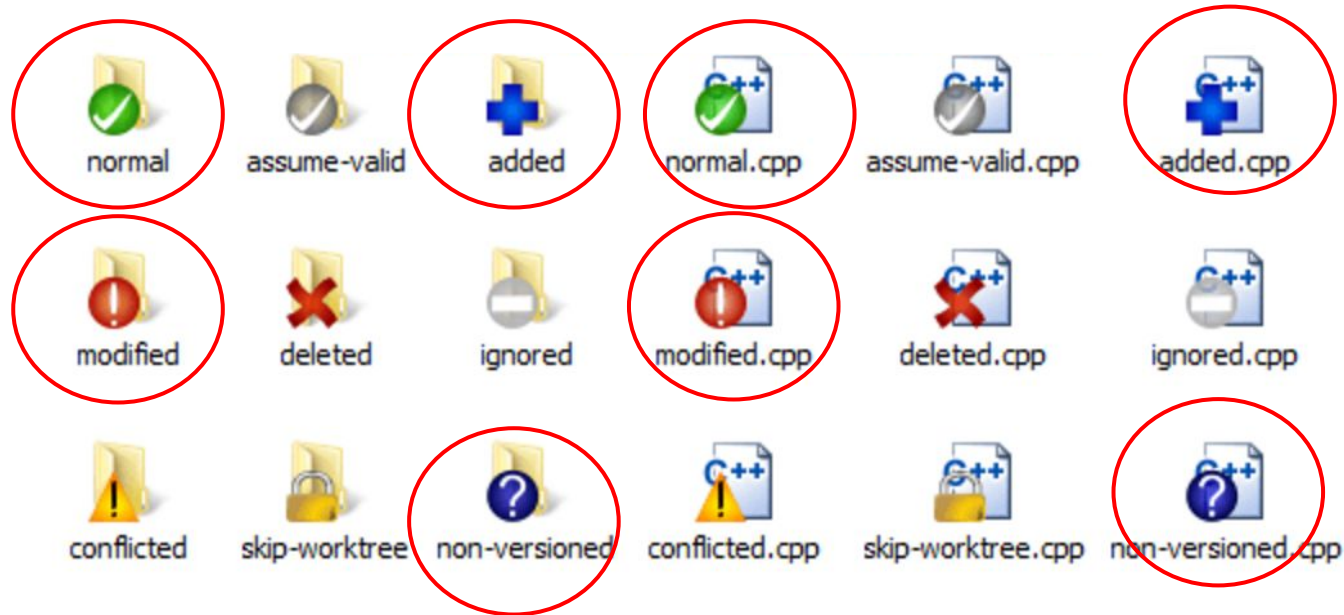 C++ C++ C++
normal assume-valid added normal.cpp assume-valid.cpp added.cpp
C++ C++ C++
modified deleted ignored modified.cpp deleted.cpp ignored.cpp
C++ C++ C++
conflicted skip-worktree non-versioned conflicted.cpp skip-worktree.cpp non-versioned.cpp